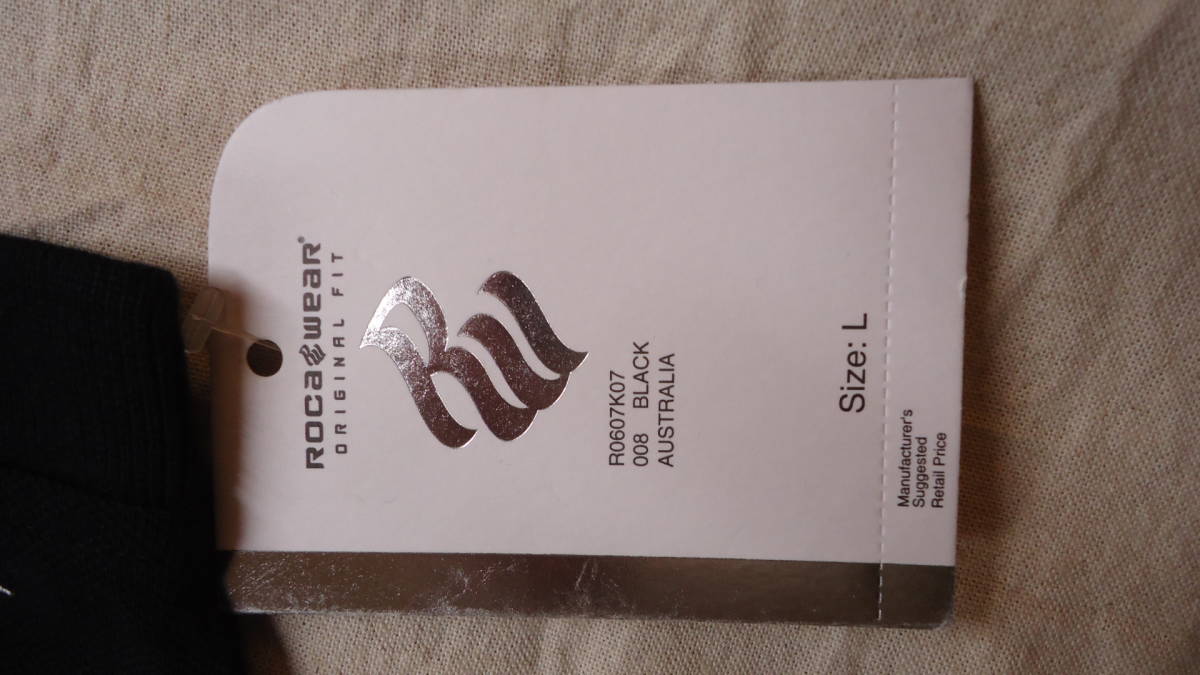 ROCAWEAR®
ORIGINAL FIT
R0607K07
008 BLACK
AUSTRALIA
Size: L
Manufacturer's
Suggested
Retail Price